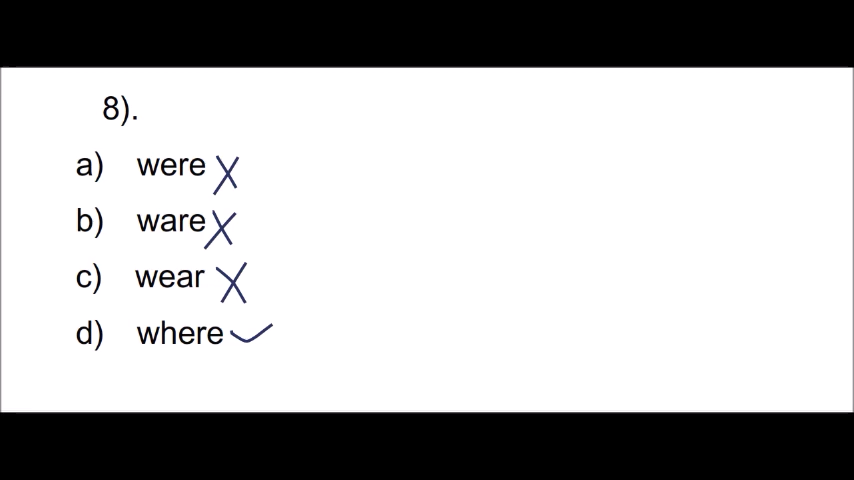 8).
a) were X
b) ware X
c) wear X
d) where ✓